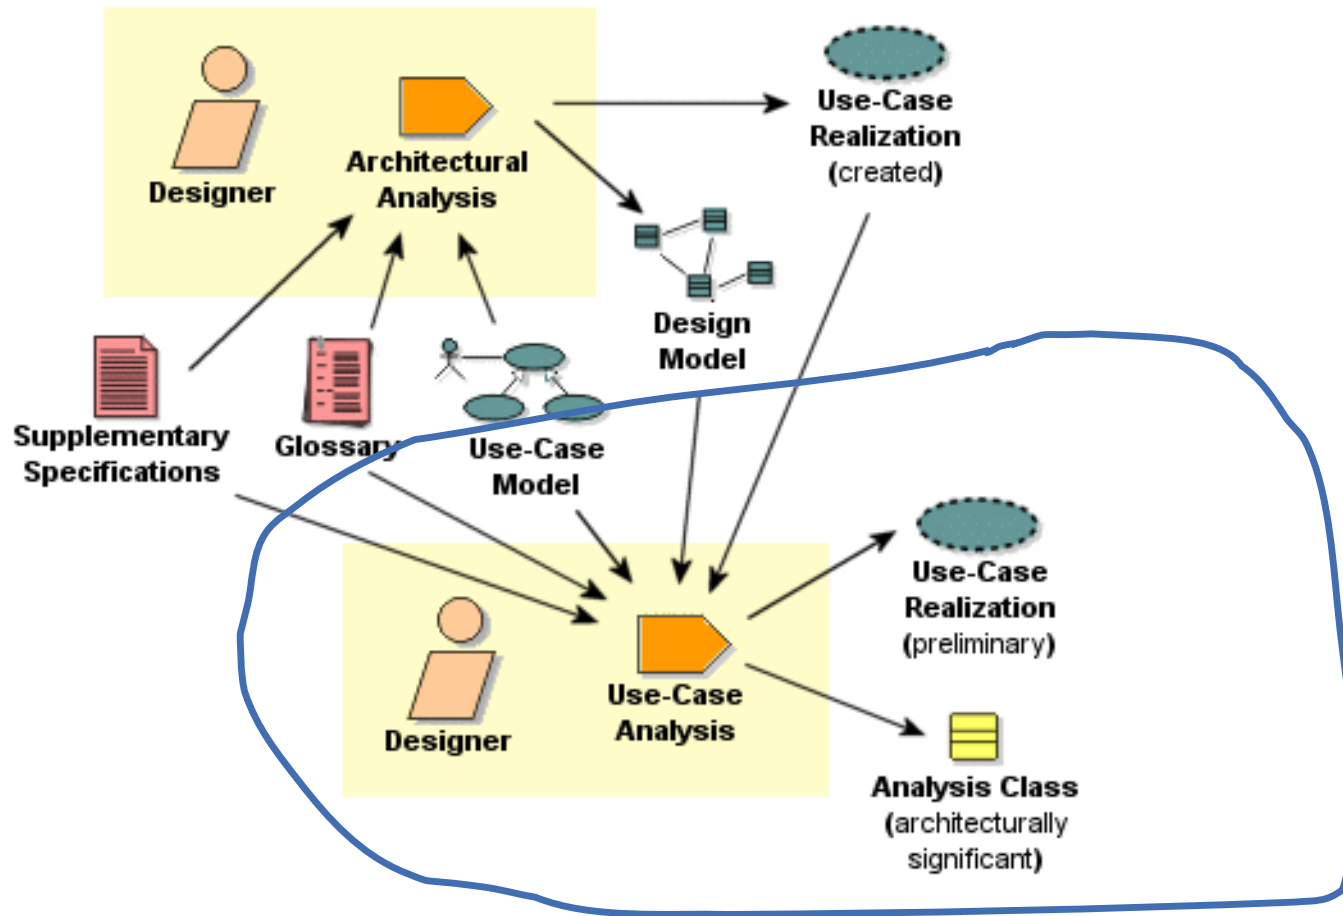 Designer
Architectural
Analysis
Use-Case
Realization
(created)
Design
Model
Supplementary
Specifications
Glossary
Use-Case
Model
Designer
Use-Case
Analysis
Use-Case
Realization
(preliminary)
Analysis Class
(architecturally
significant)